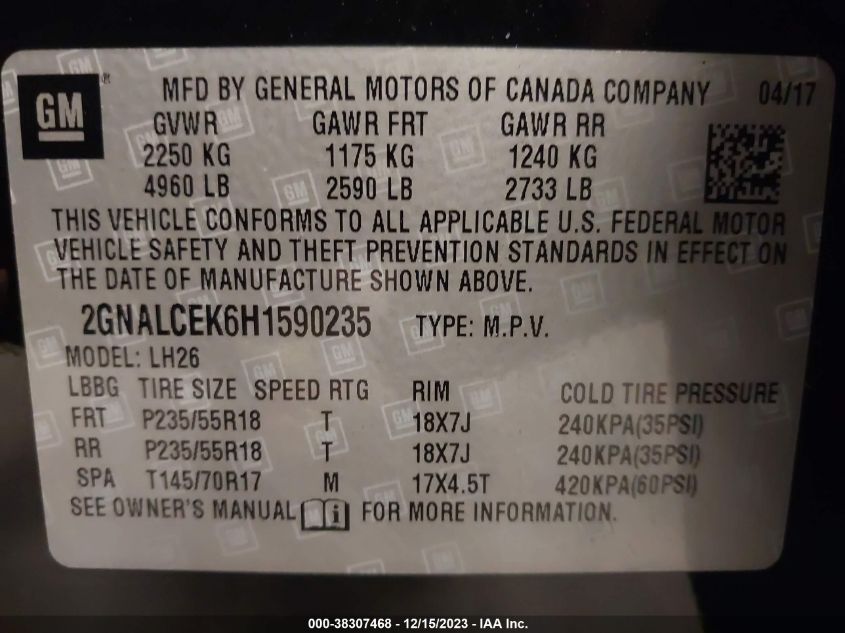 GM
MFD BY GENERAL MOTORS OF CANADA COMPANY 04/17
GVWR GAWR FRT GAWR RR
2250 KG 1175 KG 1240 KG
4960 LB 2590 LB 2733 LB
THIS VEHICLE CONFORMS TO ALL APPLICABLE U.S. FEDERAL MOTOR
VEHICLE SAFETY AND THEFT PREVENTION STANDARDS IN EFFECT ON
THE DATE OF MANUFACTURE SHOWN ABOVE.
2GNALCEK6H1590235 TYPE: M.P.V.
MODEL: LH26
LBBG TIRE SIZE SPEED RTG RIM COLD TIRE PRESSURE
FRT P235/55R18 T 18X7J 240KPA(35PSI)
RR P235/55R18 T 18X7J 240KPA(35PSI)
SPA T145/70R17 M 17X4.5T 420KPA(60PSI)
SEE OWNER'S MANUAL i FOR MORE INFORMATION.
000-38307468 - 12/15/2023 - IAA Inc.